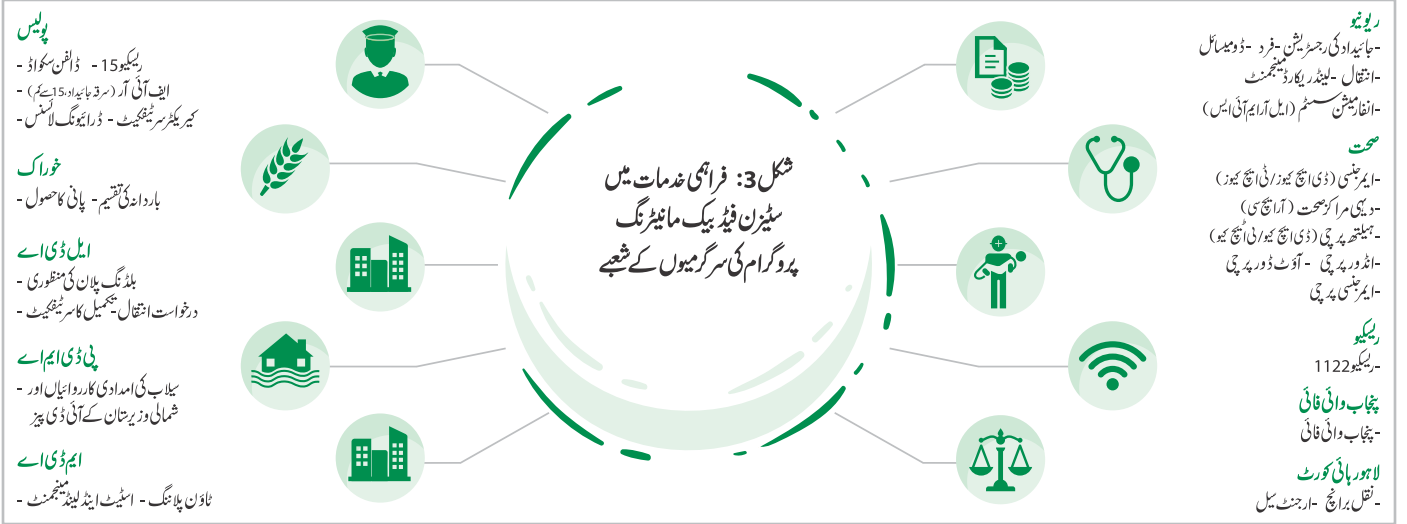 ریونیو
-جائیداد کی رجسٹریشن -فرد -ڈومیسائل
-انتقال -لینڈ ریکارڈ مینجمنٹ
-انفارمیشن سسٹم (ایل آر ایم آئی ایس)
صحت
-ایمرجنسی (ڈی ایچ کیوز/ٹی ایچ کیوز)
-دیہی مراکز صحت (آر ایچ سی)
-ہیلتھ پرچی (ڈی ایچ کیو/ٹی ایچ کیو)
-انڈور پرچی - آؤٹ ڈور پرچی
-ایمرجنسی پرچی
ریسکیو
-ریسکیو1122
پنجاب وائی فائی
-پنجاب وائی فائی
لاہور ہائی کورٹ
-نقل برانچ -ارجنٹ سیل
شکل 3: فراہمی خدمات میں
سٹیزن فیڈ بیک مانیٹرنگ
پروگرام کی سرگرمیوں کے شعبے
پولیس
ریسکیو15 - ڈالفن سکواڈ -
ایف آئی آر (سرقہ جائیداد، 15سے کم) -
کیریکٹر سرٹیفکیٹ - ڈرائیونگ لائسنس -
خوراک
باردانہ کی تقسیم - پانی کا حصول -
ایل ڈی اے
بلڈنگ پلان کی منظوری -
درخواست انتقال -تکمیل کا سرٹیفکیٹ -
پی ڈی ایم اے
سیلاب کی امدادی کارروائیاں اور -
شمالی وزیرستان کے آئی ڈی پیز
ایم ڈی اے
ٹاؤن پلاننگ - اسٹیٹ اینڈ لینڈ مینجمنٹ -